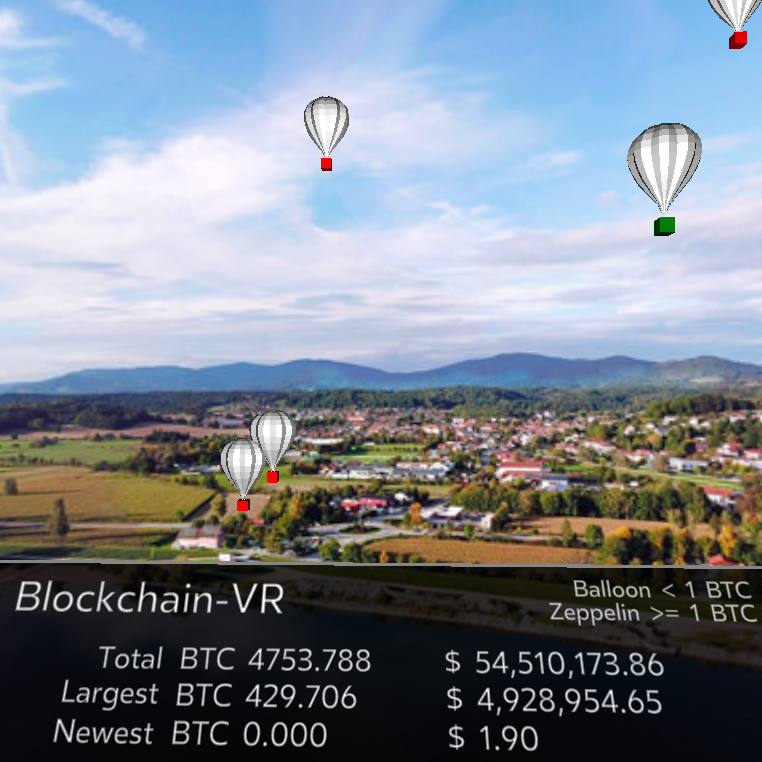 Blockchain-VR
Balloon < 1 BTC
Zeppelin >= 1 BTC
Total BTC 4753.788 $ 54,510,173.86
Largest BTC 429.706 $ 4,928,954.65
Newest BTC 0.000 $ 1.90